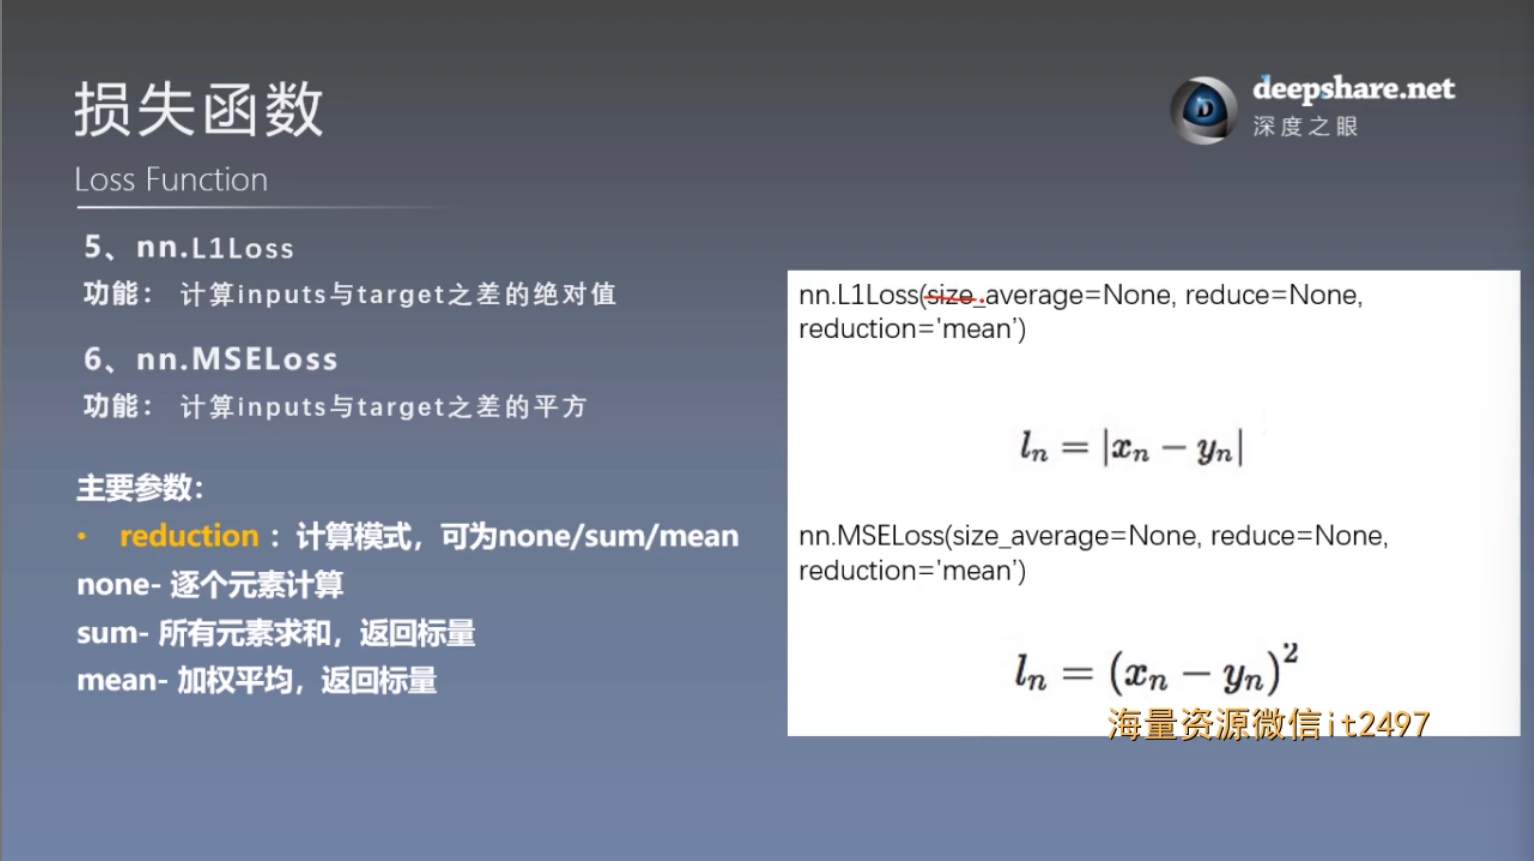 损失函数
Loss Function
deepshare.net
深度之眼
5、nn.L1Loss
功能： 计算inputs与target之差的绝对值
6、nn.MSELoss
功能： 计算inputs与target之差的平方
主要参数：
• reduction ：计算模式，可为none/sum/mean
none- 逐个元素计算
sum- 所有元素求和，返回标量
mean- 加权平均，返回标量
nn.L1Loss(size_average=None, reduce=None,
reduction='mean’)
lₙ = |xₙ − yₙ|
nn.MSELoss(size_average=None, reduce=None,
reduction='mean’)
lₙ = (xₙ − yₙ)²
海量资源微信it2497